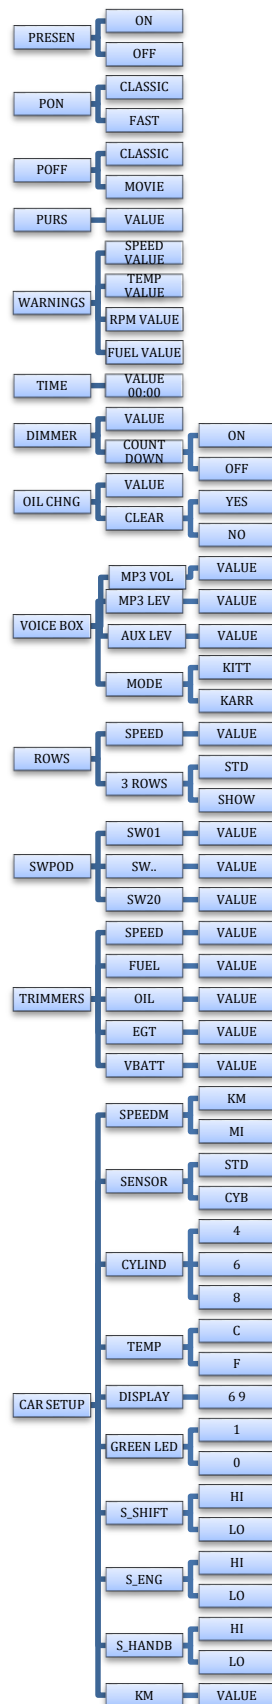 PRESEN
ON
OFF
PON
CLASSIC
FAST
POFF
CLASSIC
MOVIE
PURS
VALUE
WARNINGS
SPEED
VALUE
TEMP
VALUE
RPM VALUE
FUEL VALUE
TIME
VALUE
00:00
DIMMER
VALUE
COUNT
DOWN
ON
OFF
OIL CHNG
VALUE
CLEAR
YES
NO
VOICE BOX
MP3 VOL
VALUE
MP3 LEV
VALUE
AUX LEV
VALUE
MODE
KITT
KARR
ROWS
SPEED
VALUE
3 ROWS
STD
SHOW
SWPOD
SW01
VALUE
SW..
VALUE
SW20
VALUE
TRIMMERS
SPEED
VALUE
FUEL
VALUE
OIL
VALUE
EGT
VALUE
VBATT
VALUE
CAR SETUP
SPEEDM
KM
MI
SENSOR
STD
CYB
CYLIND
4
6
8
TEMP
C
F
DISPLAY
6 9
GREEN LED
1
0
S_SHIFT
HI
LO
S_ENG
HI
LO
S_HANDB
HI
LO
KM
VALUE